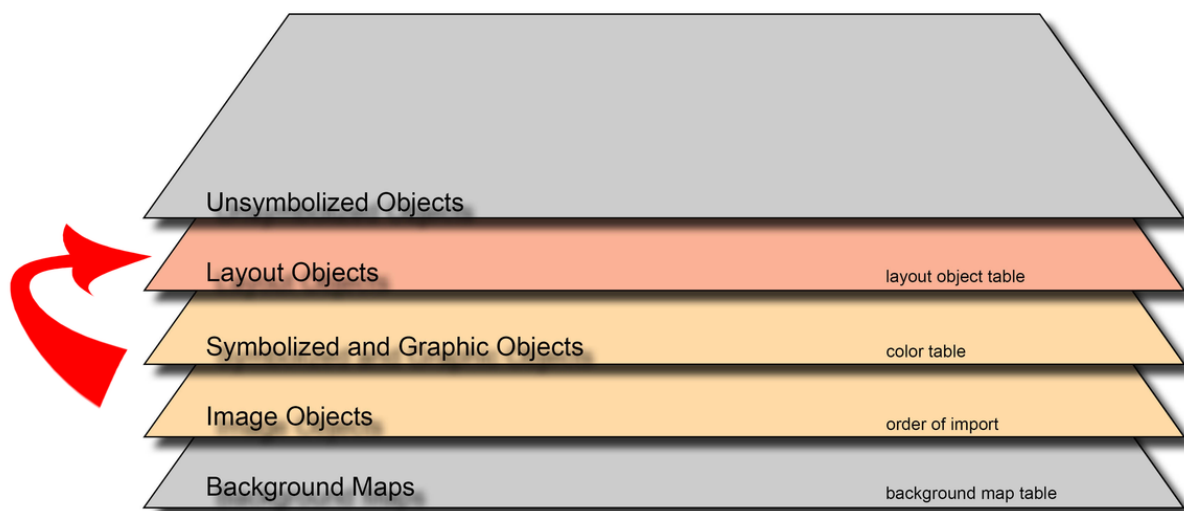 Unsymbolized Objects
Layout Objects layout object table
Symbolized and Graphic Objects color table
Image Objects order of import
Background Maps background map table